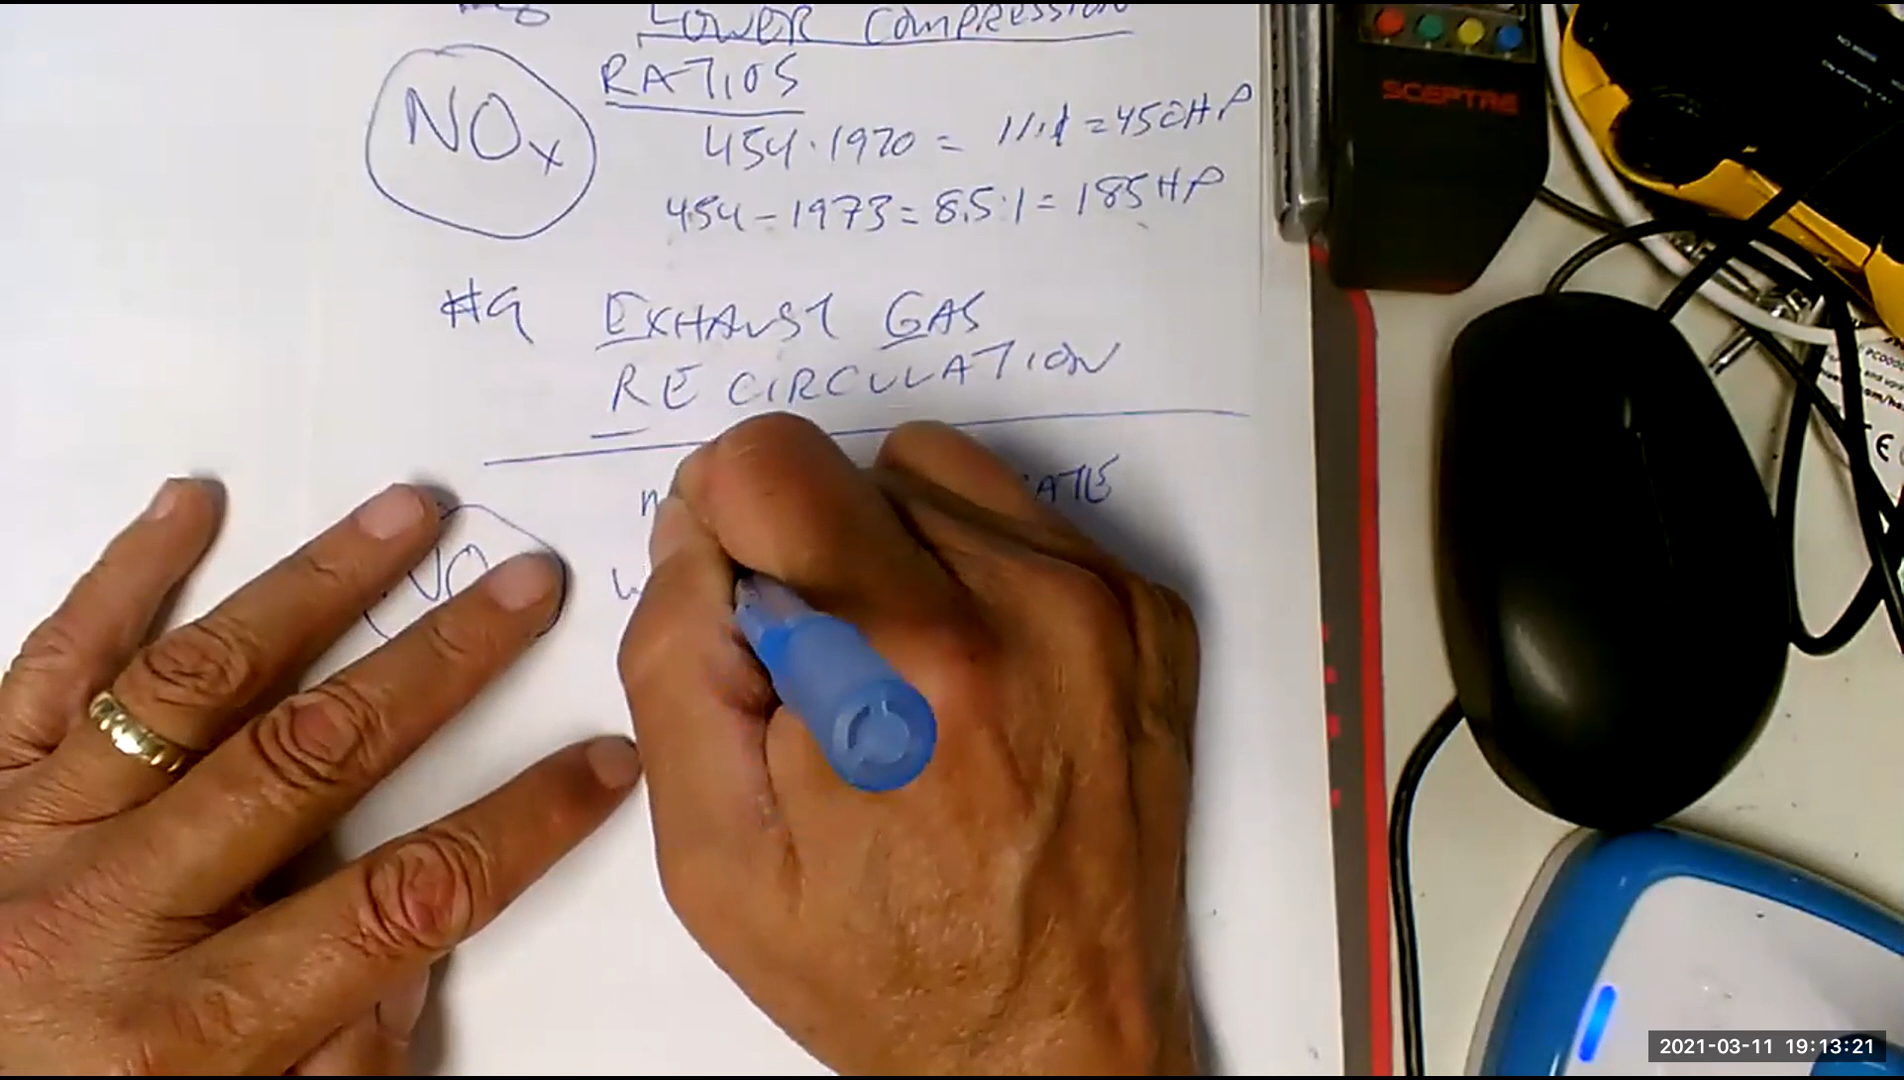 LOWER COMPRESSION
RATIOS
NOx
454.1970 = 11:1 = 450HP
454-1973 = 8.5:1 = 185HP
#9 EXHAUST GAS
RECIRCULATION
SCEPTRE
CE
2021-03-11 19:13:21